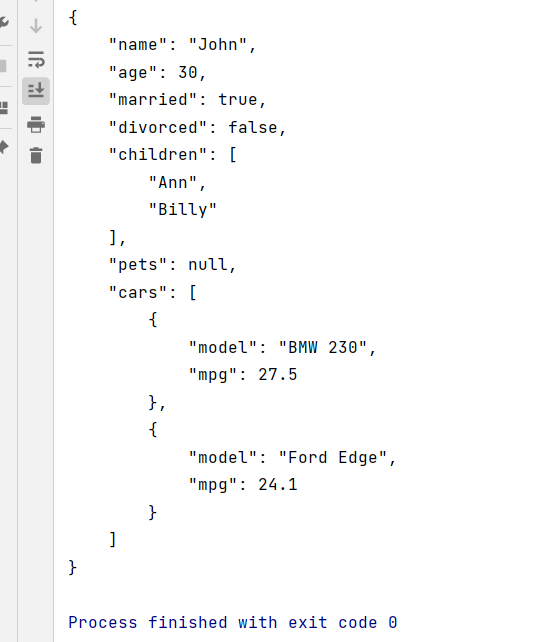 {
    "name": "John",
    "age": 30,
    "married": true,
    "divorced": false,
    "children": [
        "Ann",
        "Billy"
    ],
    "pets": null,
    "cars": [
        {
            "model": "BMW 230",
            "mpg": 27.5
        },
        {
            "model": "Ford Edge",
            "mpg": 24.1
        }
    ]
}
Process finished with exit code 0